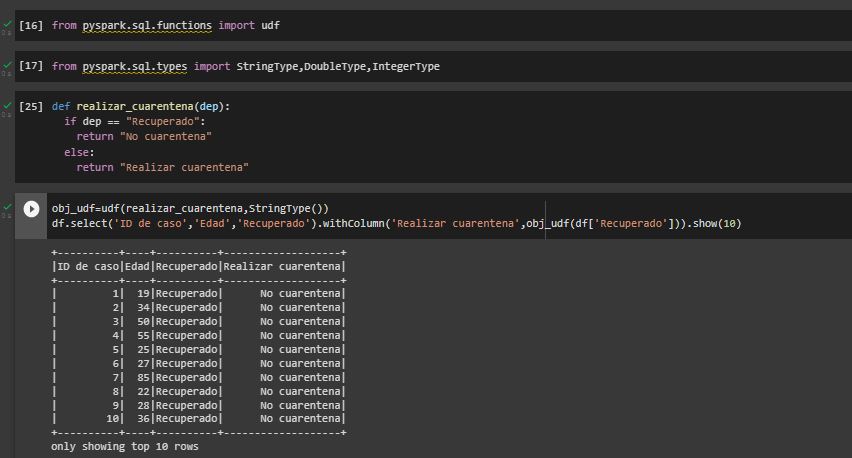 [16] from pyspark.sql.functions import udf
[17] from pyspark.sql.types import StringType,DoubleType,IntegerType
[25] def realizar_cuarentena(dep):
if dep == "Recuperado":
return "No cuarentena"
else:
return "Realizar cuarentena"
obj_udf=udf(realizar_cuarentena,StringType())
df.select('ID de caso','Edad','Recuperado').withColumn('Realizar cuarentena',obj_udf(df['Recuperado'])).show(10)
+----------+----+----------+-------------------+
|ID de caso|Edad|Recuperado|Realizar cuarentena|
+----------+----+----------+-------------------+
|         1|  19|Recuperado|      No cuarentena|
|         2|  34|Recuperado|      No cuarentena|
|         3|  50|Recuperado|      No cuarentena|
|         4|  55|Recuperado|      No cuarentena|
|         5|  25|Recuperado|      No cuarentena|
|         6|  27|Recuperado|      No cuarentena|
|         7|  85|Recuperado|      No cuarentena|
|         8|  22|Recuperado|      No cuarentena|
|         9|  28|Recuperado|      No cuarentena|
|        10|  36|Recuperado|      No cuarentena|
+----------+----+----------+-------------------+
only showing top 10 rows